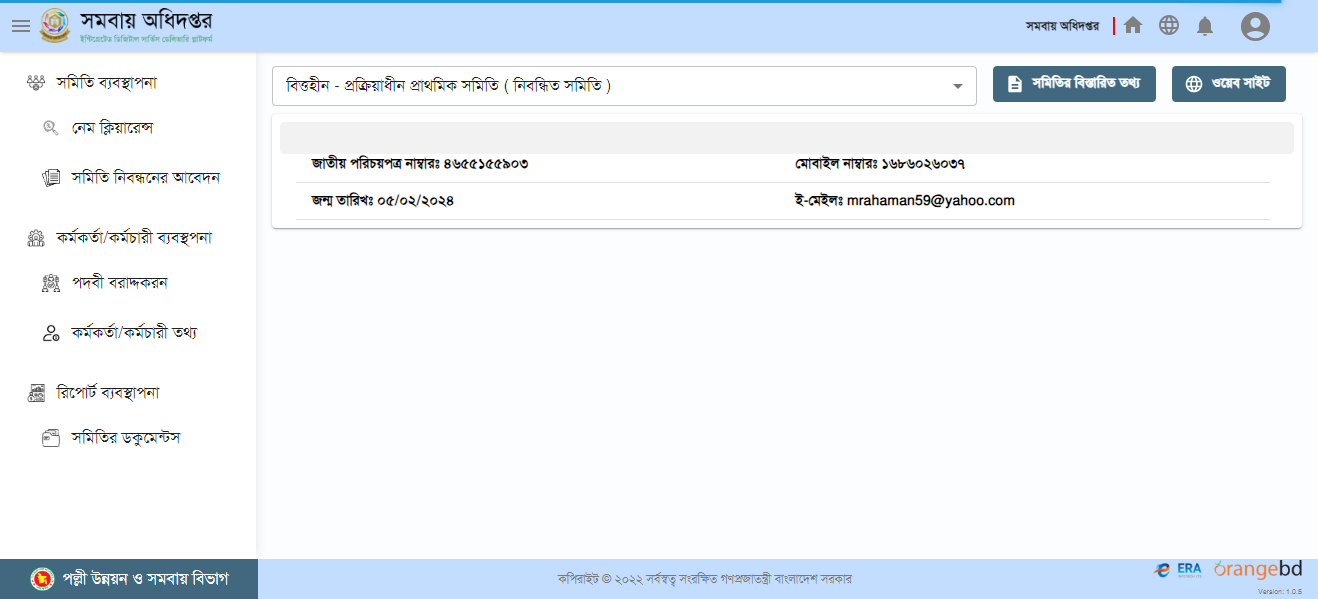 সমবায় অধিদপ্তর
ইন্টিগ্রেটেড ডিজিটাল সার্ভিস ডেলিভারি প্লাটফর্ম
সমবায় অধিদপ্তর
সমিতি ব্যবস্থাপনা
নেম ক্লিয়ারেন্স
সমিতি নিবন্ধনের আবেদন
কর্মকর্তা/কর্মচারী ব্যবস্থপনা
পদবী বরাদ্দকরন
কর্মকর্তা/কর্মচারী তথ্য
রিপোর্ট ব্যবস্থাপনা
সমিতির ডকুমেন্টস
বিত্তহীন - প্রক্রিয়াধীন প্রাথমিক সমিতি ( নিবন্ধিত সমিতি )
সমিতির বিস্তারিত তথ্য
ওয়েব সাইট
জাতীয় পরিচয়পত্র নাম্বারঃ ৪৬৫৫১৫৫৯০৩
মোবাইল নাম্বারঃ ১৬৮৬০২৬০৩৭
জন্ম তারিখঃ ০৫/০২/২০২৪
ই-মেইলঃ mrahaman59@yahoo.com
পল্লী উন্নয়ন ও সমবায় বিভাগ
কপিরাইট © ২০২২ সর্বস্বত্ব সংরক্ষিত গণপ্রজাতন্ত্রী বাংলাদেশ সরকার
ERA
orangebd
Version: 1.0.5